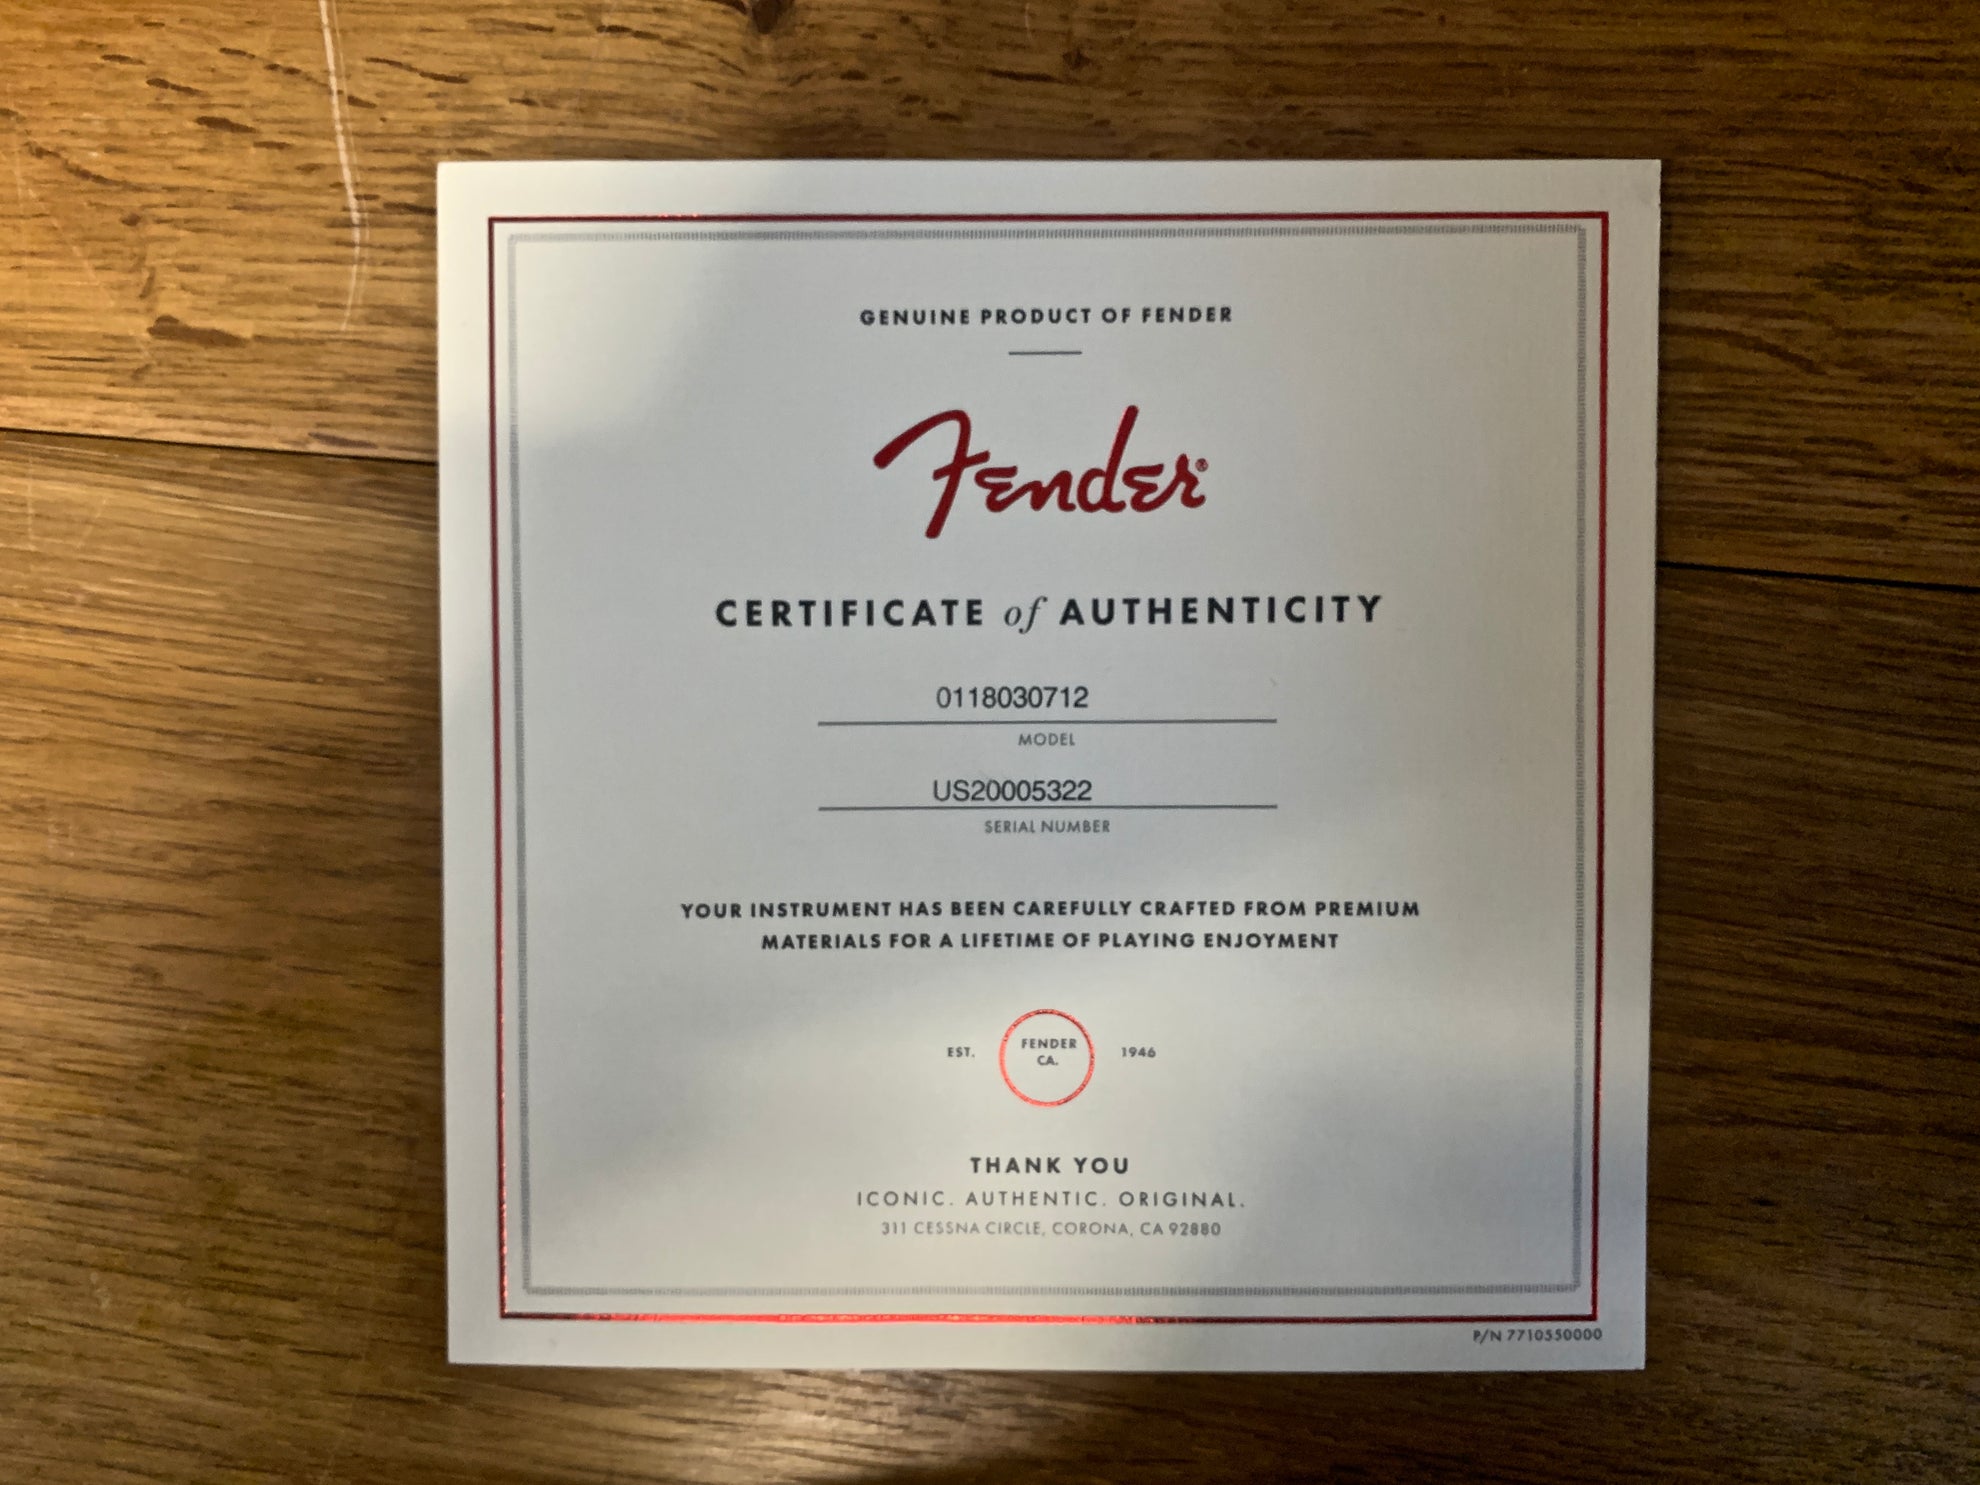 GENUINE PRODUCT OF FENDER
Fender®
CERTIFICATE of AUTHENTICITY
0118030712
MODEL
US20005322
SERIAL NUMBER
YOUR INSTRUMENT HAS BEEN CAREFULLY CRAFTED FROM PREMIUM
MATERIALS FOR A LIFETIME OF PLAYING ENJOYMENT
EST. FENDER CA. 1946
THANK YOU
ICONIC. AUTHENTIC. ORIGINAL.
311 CESSNA CIRCLE, CORONA, CA 92880
P/N 7710550000